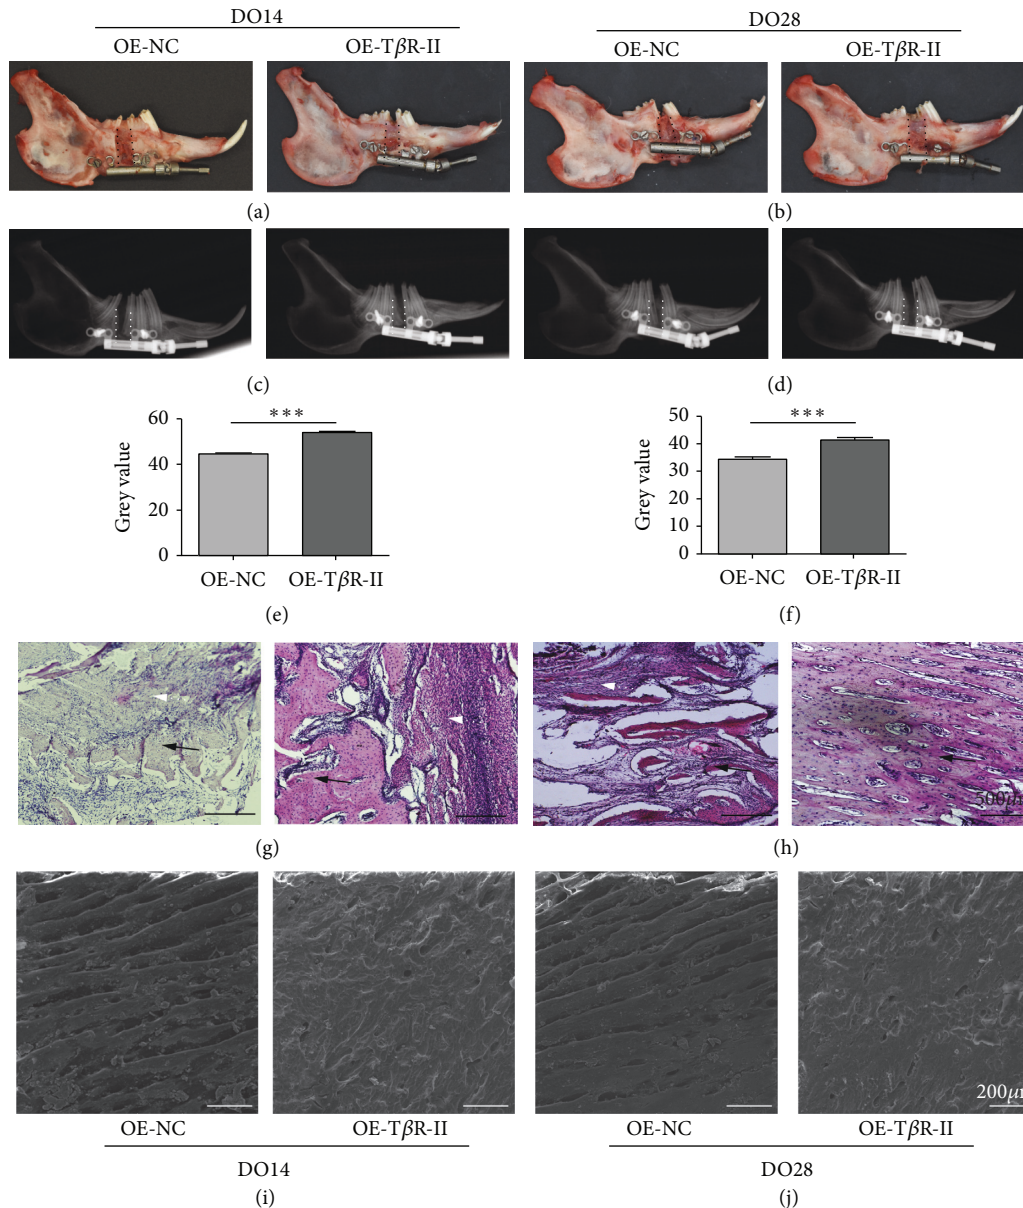 DO14
DO28
OE-NC
OE-TβR-II
OE-NC
OE-TβR-II
(a)
(b)
(c)
(d)
60
40
20
0
Grey value
***
OE-NC
OE-TβR-II
(e)
50
40
30
20
10
0
Grey value
***
OE-NC
OE-TβR-II
(f)
500μm
(g)
(h)
200μm
OE-NC
OE-TβR-II
OE-NC
OE-TβR-II
DO14
DO28
(i)
(j)